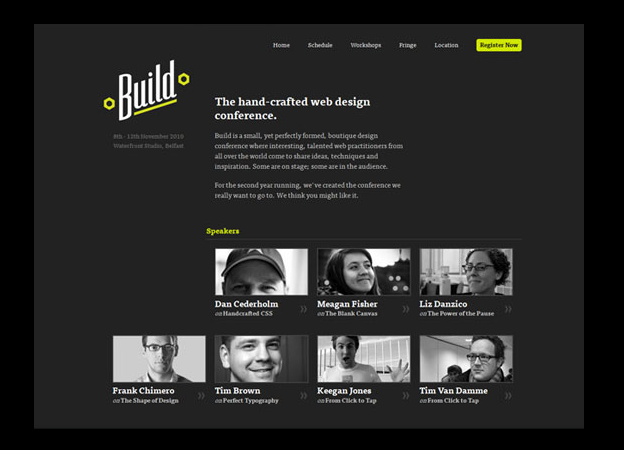 Home Schedule Workshops Fringe Location Register Now
Build
8th - 12th November 2010
Waterfront Studio, Belfast
The hand-crafted web design
conference.
Build is a small, yet perfectly formed, boutique design
conference where interesting, talented web practitioners from
all over the world come to share ideas, techniques and
inspiration. Some are on stage; some are in the audience.
For the second year running, we've created the conference we
really want to go to. We think you might like it.
Speakers
Dan Cederholm
on Handcrafted CSS
Meagan Fisher
on The Blank Canvas
Liz Danzico
on The Power of the Pause
Frank Chimero
on The Shape of Design
Tim Brown
on Perfect Typography
Keegan Jones
on From Click to Tap
Tim Van Damme
on From Click to Tap